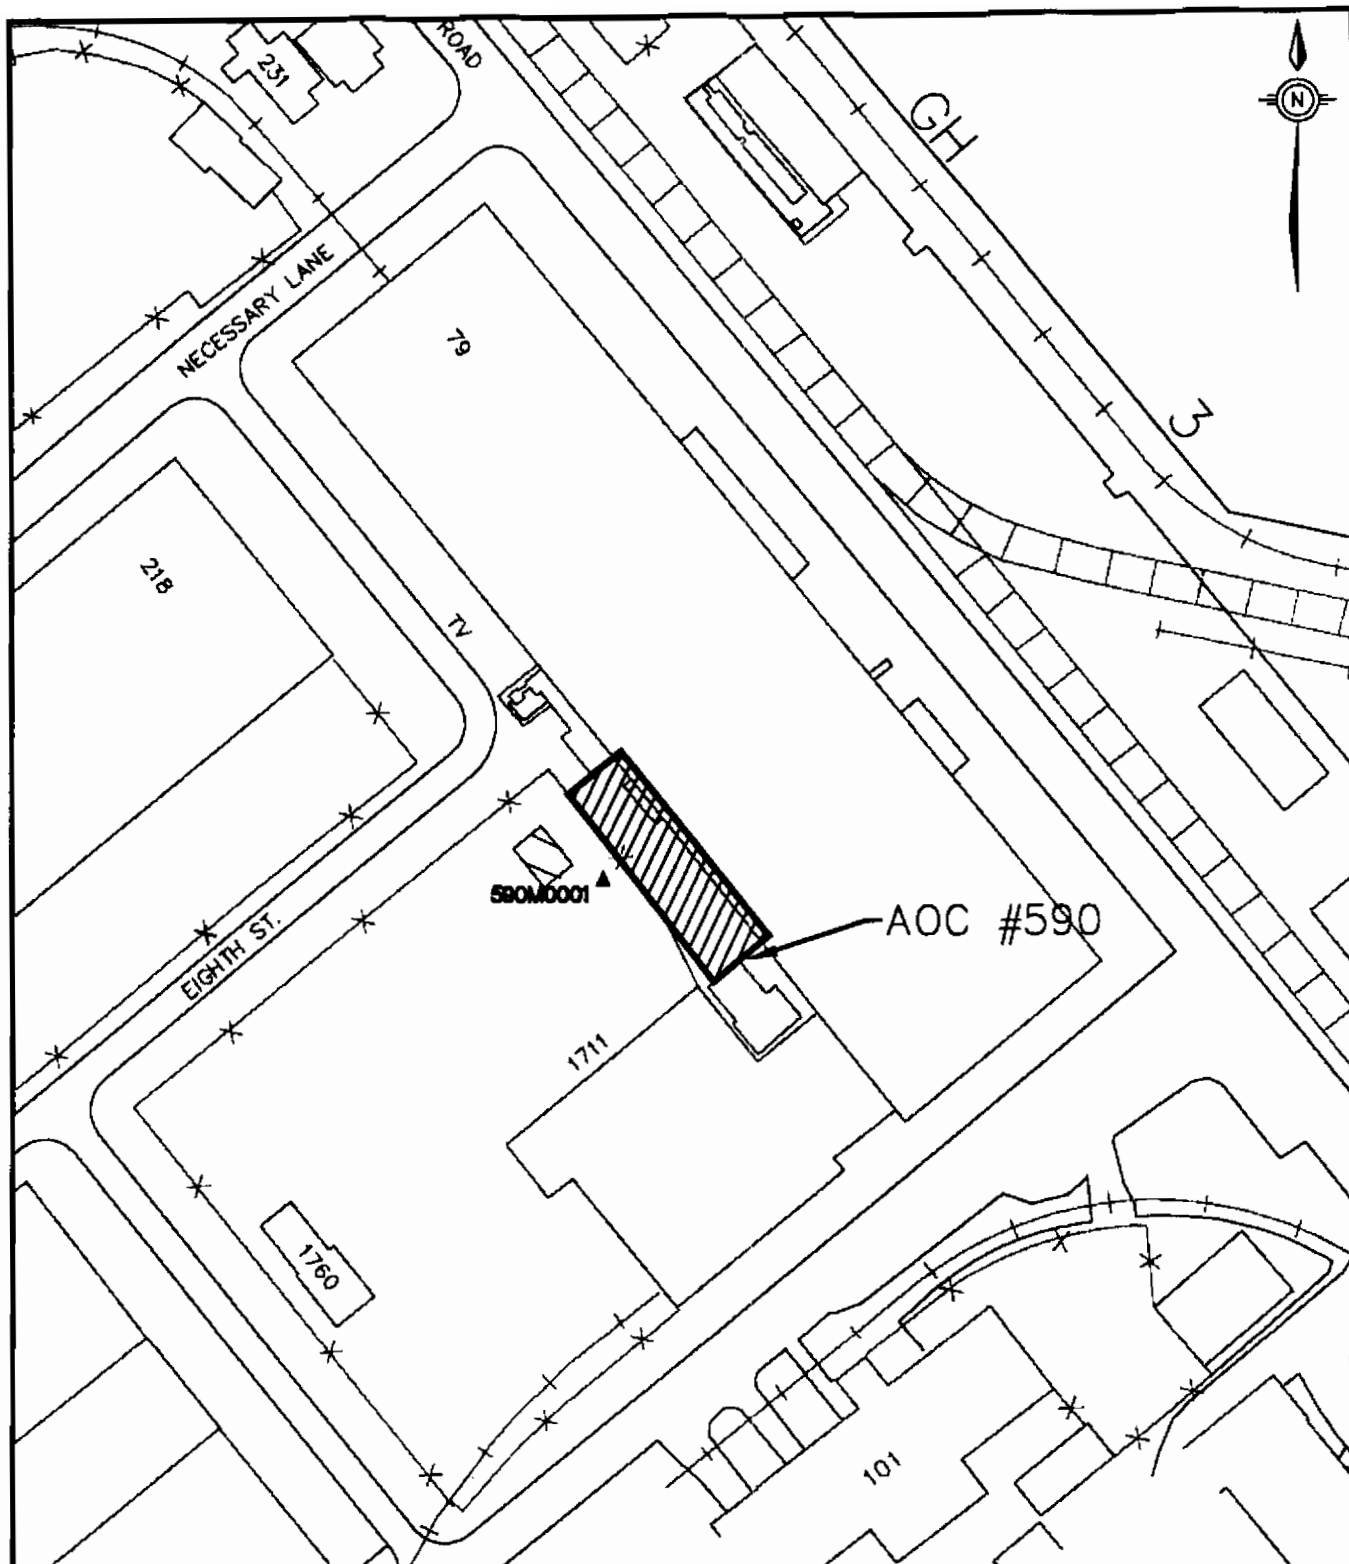 ROAD
231
N
GH
NECESSARY LANE
79
3
218
TV
590M0001
AOC #590
EIGHTH ST.
1711
1760
101